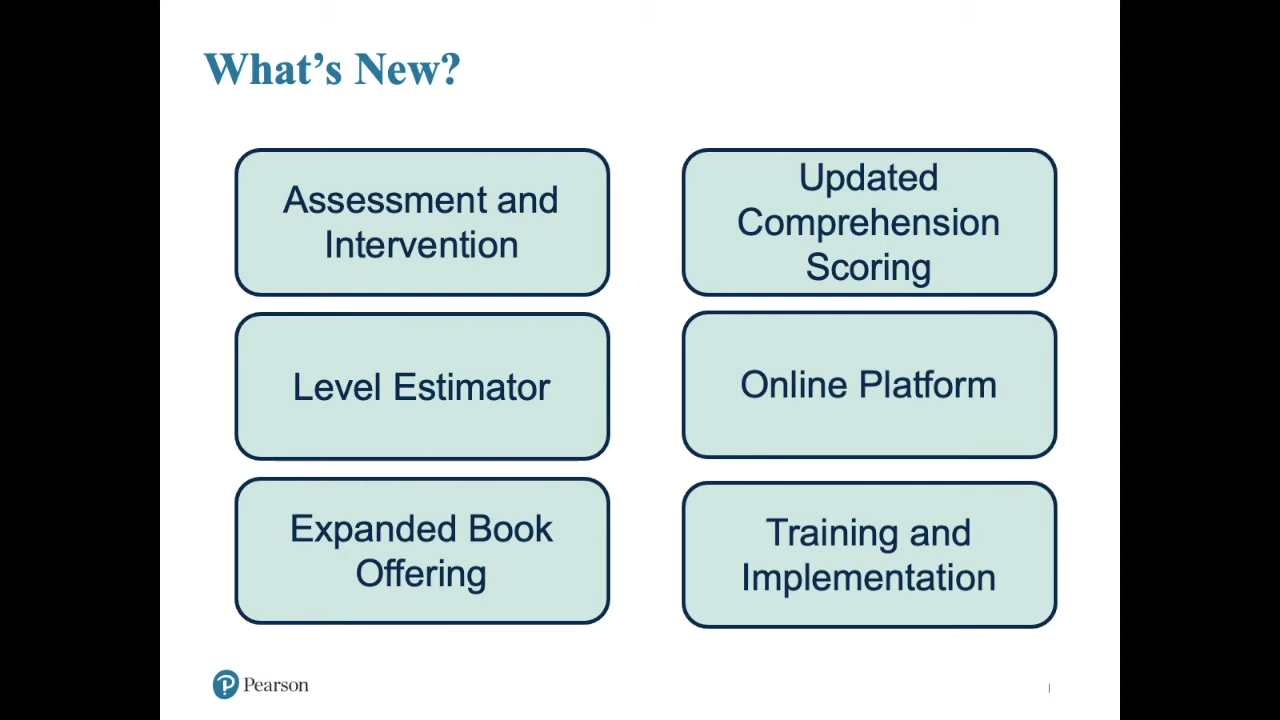 What's New?
Assessment and
Intervention
Updated
Comprehension
Scoring
Level Estimator
Online Platform
Expanded Book
Offering
Training and
Implementation
Pearson